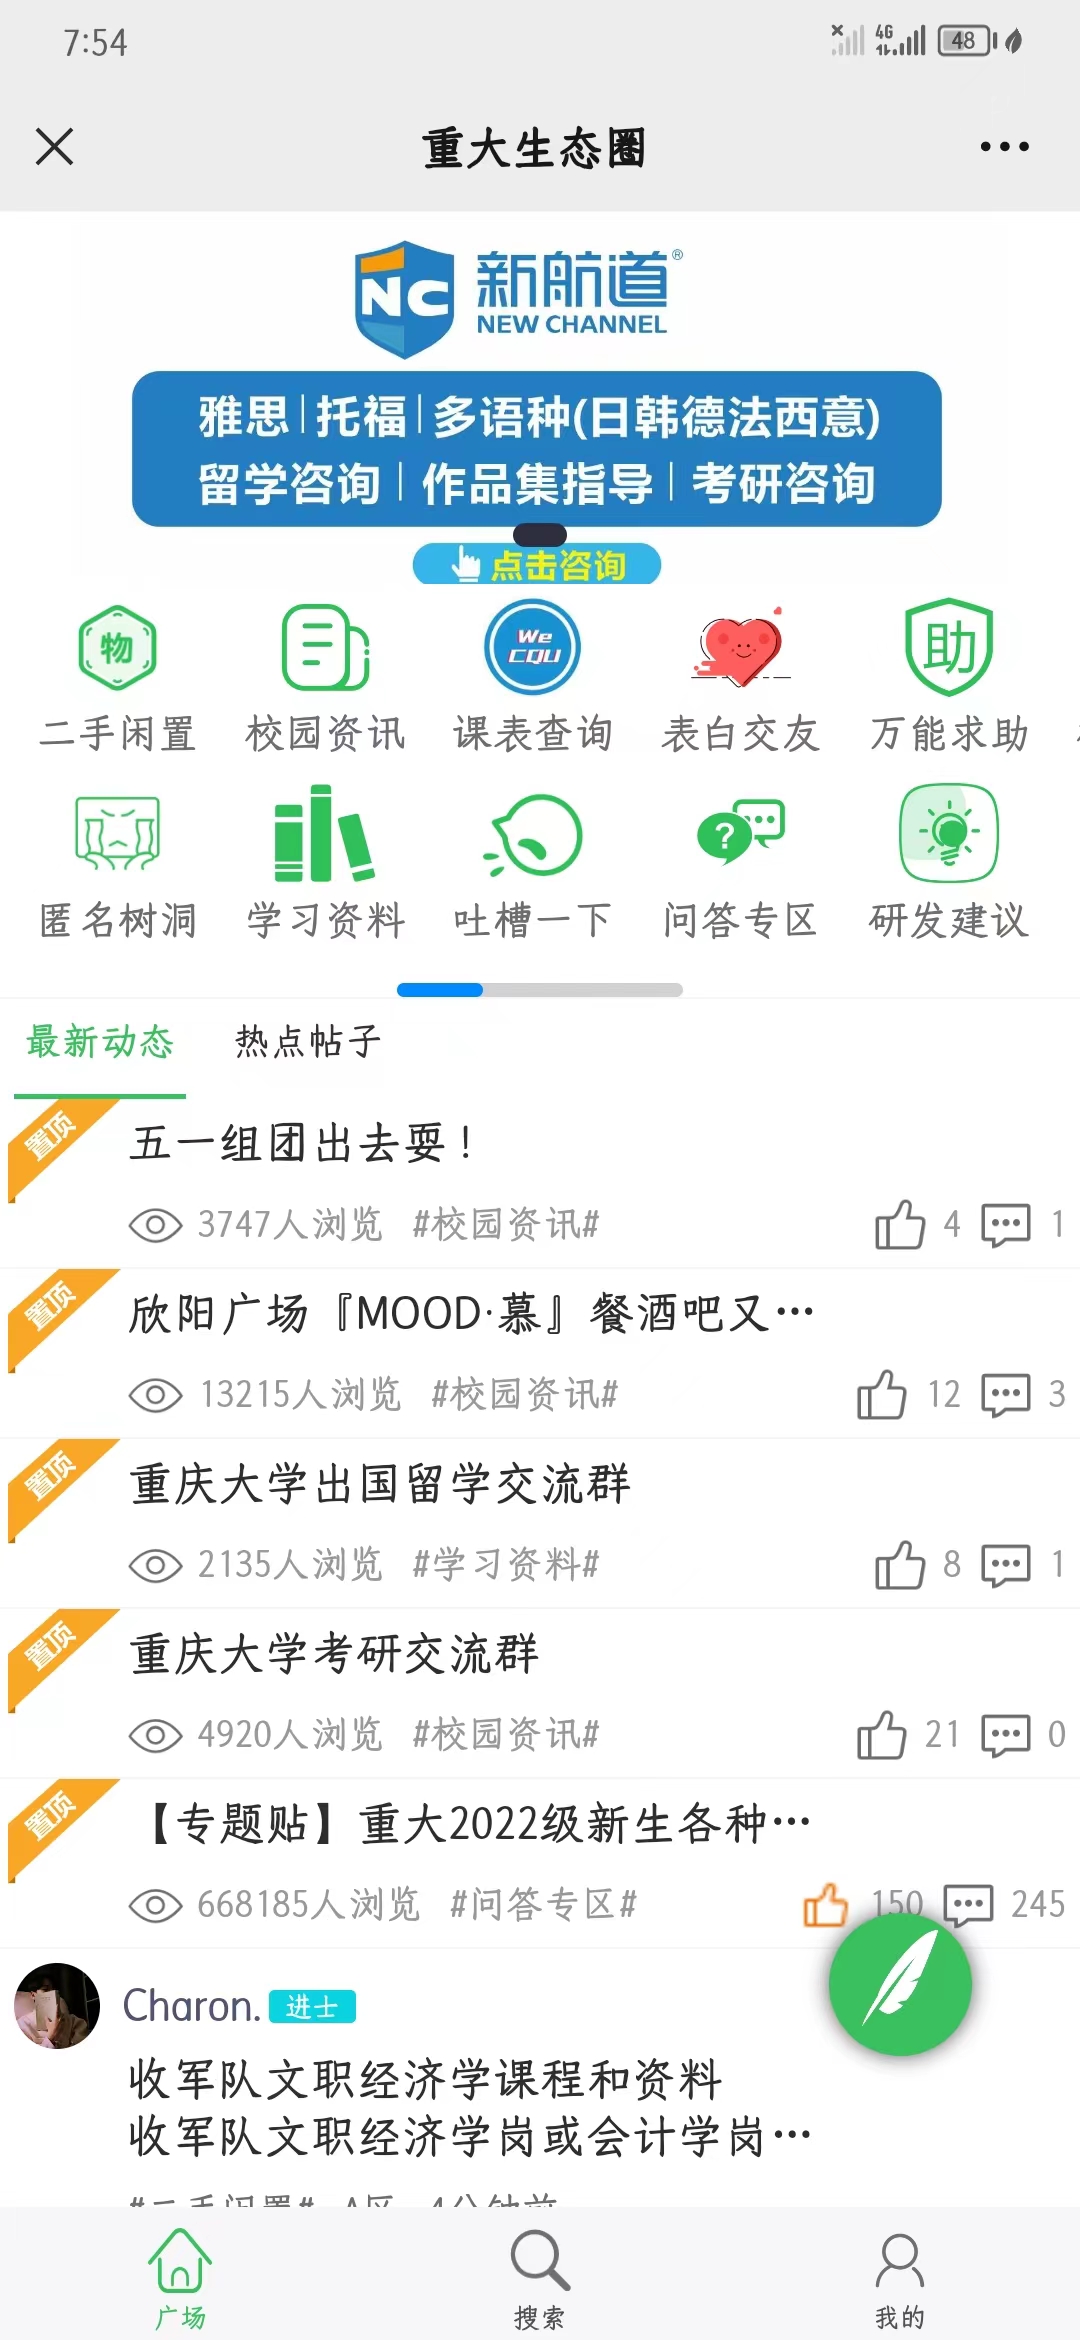 7:54
4G
48
重大生态圈
NC 新航道®
NEW CHANNEL
雅思|托福|多语种(日韩德法西意)
留学咨询|作品集指导|考研咨询
点击咨询
物
We
CQU
助
二手闲置 校园资讯 课表查询 表白交友 万能求助
?
匿名树洞 学习资料 吐槽一下 问答专区 研发建议
最新动态 热点帖子
置顶
五一组团出去耍！
3747人浏览 #校园资讯# 4 1
置顶
欣阳广场『MOOD·慕』餐酒吧又…
13215人浏览 #校园资讯# 12 3
置顶
重庆大学出国留学交流群
2135人浏览 #学习资料# 8 1
置顶
重庆大学考研交流群
4920人浏览 #校园资讯# 21 0
置顶
【专题贴】重大2022级新生各种…
668185人浏览 #问答专区# 150 245
Charon. 进士
收军队文职经济学课程和资料
收军队文职经济学岗或会计学岗…
#二手闲置# A区 4分钟前
广场 搜索 我的